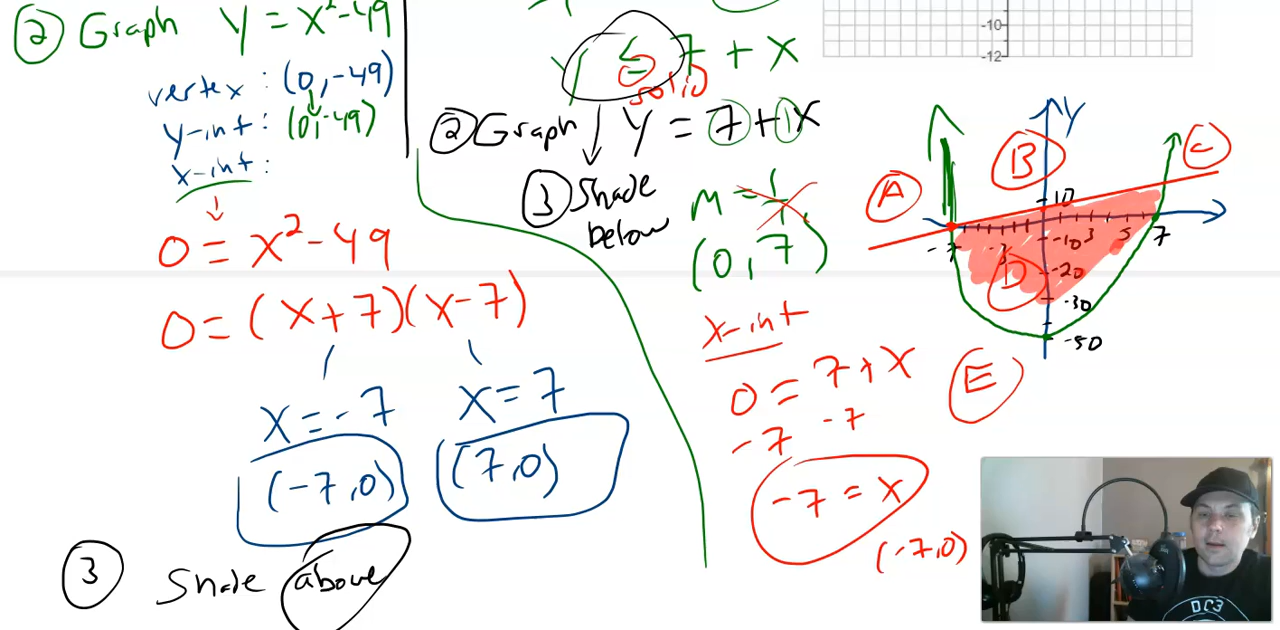 ② Graph y = x²-49
vertex : (0,-49)
y-int : (0,-49)
x-int :
0 = x²-49
0 = (x+7)(x-7)
x = -7 x = 7
(-7,0) (7,0)
③ Shade above
y ≤ 7 + x
solid
② Graph y = 7+1x
③ Shade
below
m = 1/1
(0,7)
x-int
0 = 7+x
-7 -7
-7 = x
(-7,0)
-10
-12
y
A
B
C
D
E
10
-7 -3 3 5 7
-10
-20
-30
-50
DC3